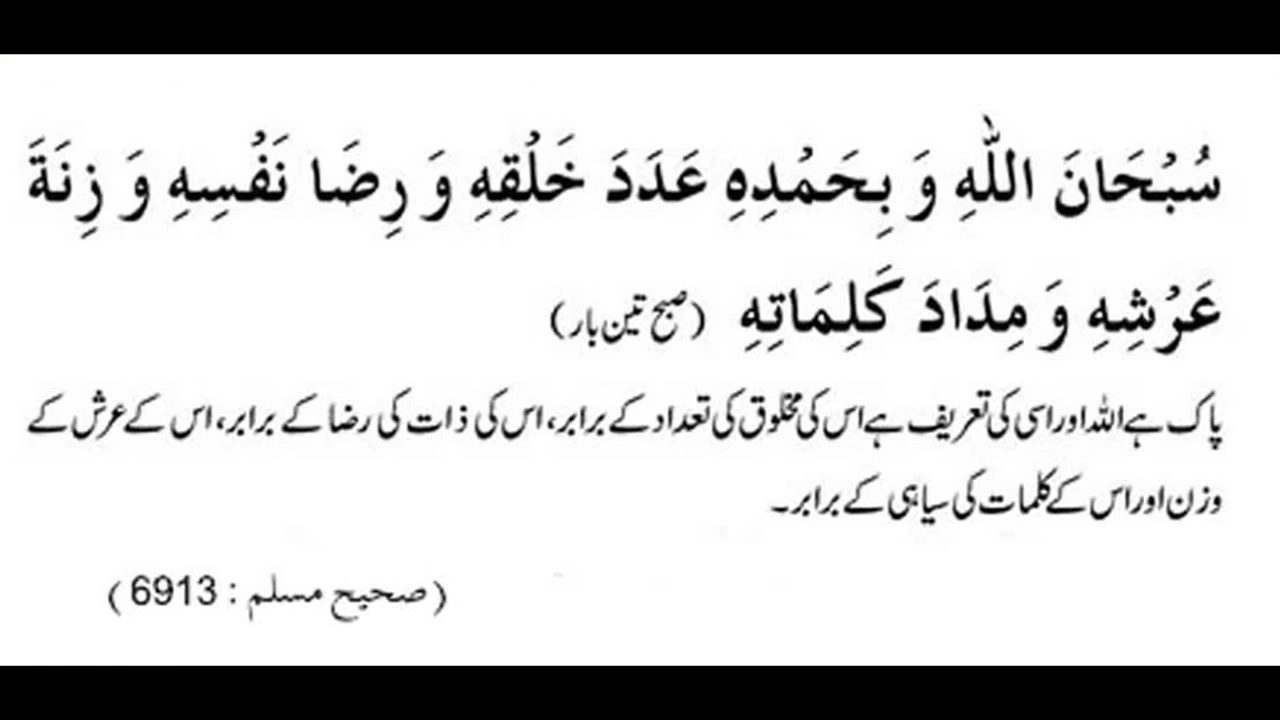 سُبْحَانَ اللّٰهِ وَ بِحَمْدِهِ عَدَدَ خَلْقِهِ وَ رِضَا نَفْسِهِ وَ زِنَةَ
عَرْشِهِ وَ مِدَادَ كَلِمَاتِهِ (صبح تین بار)
پاک ہے اللہ اور اسی کی تعریف ہے اس کی مخلوق کی تعداد کے برابر، اس کی ذات کی رضا کے برابر، اس کے عرش کے
وزن اور اس کے کلمات کی سیاہی کے برابر۔
(صحیح مسلم : 6913)